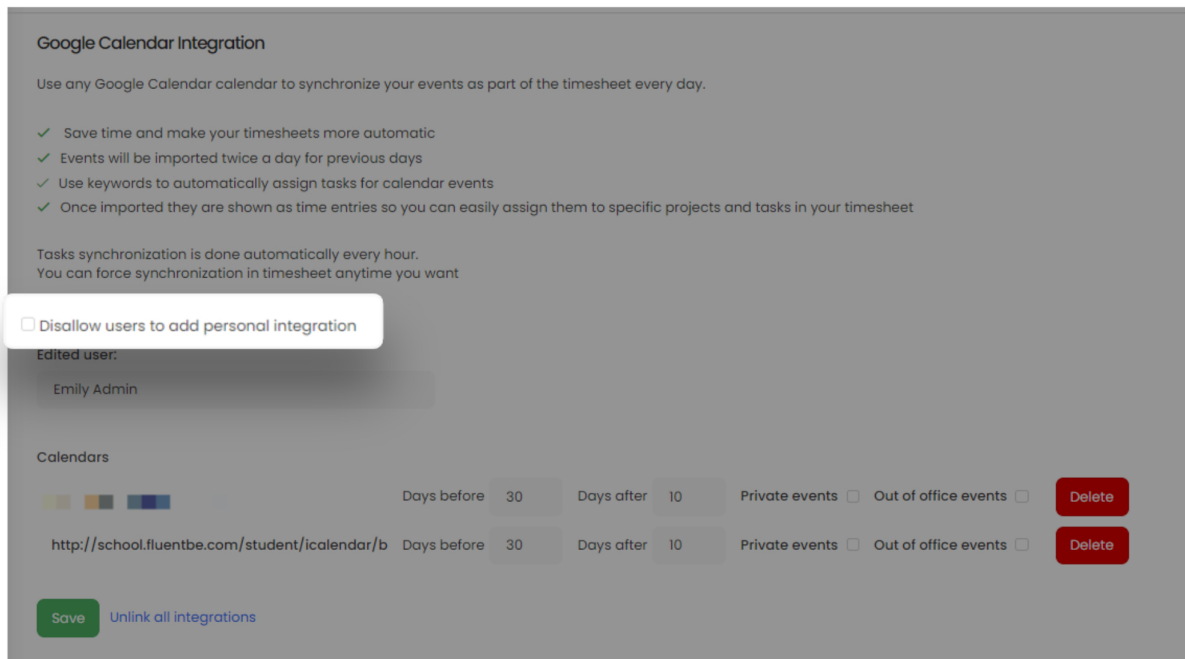 Google Calendar Integration
Use any Google Calendar calendar to synchronize your events as part of the timesheet every day.
Save time and make your timesheets more automatic
Events will be imported twice a day for previous days
Use keywords to automatically assign tasks for calendar events
Once imported they are shown as time entries so you can easily assign them to specific projects and tasks in your timesheet
Tasks synchronization is done automatically every hour.
You can force synchronization in timesheet anytime you want
Disallow users to add personal integration
Edited user:
Emily Admin
Calendars
Days before 30 Days after 10 Private events Out of office events Delete
http://school.fluentbe.com/student/icalendar/b Days before 30 Days after 10 Private events Out of office events Delete
Save Unlink all integrations